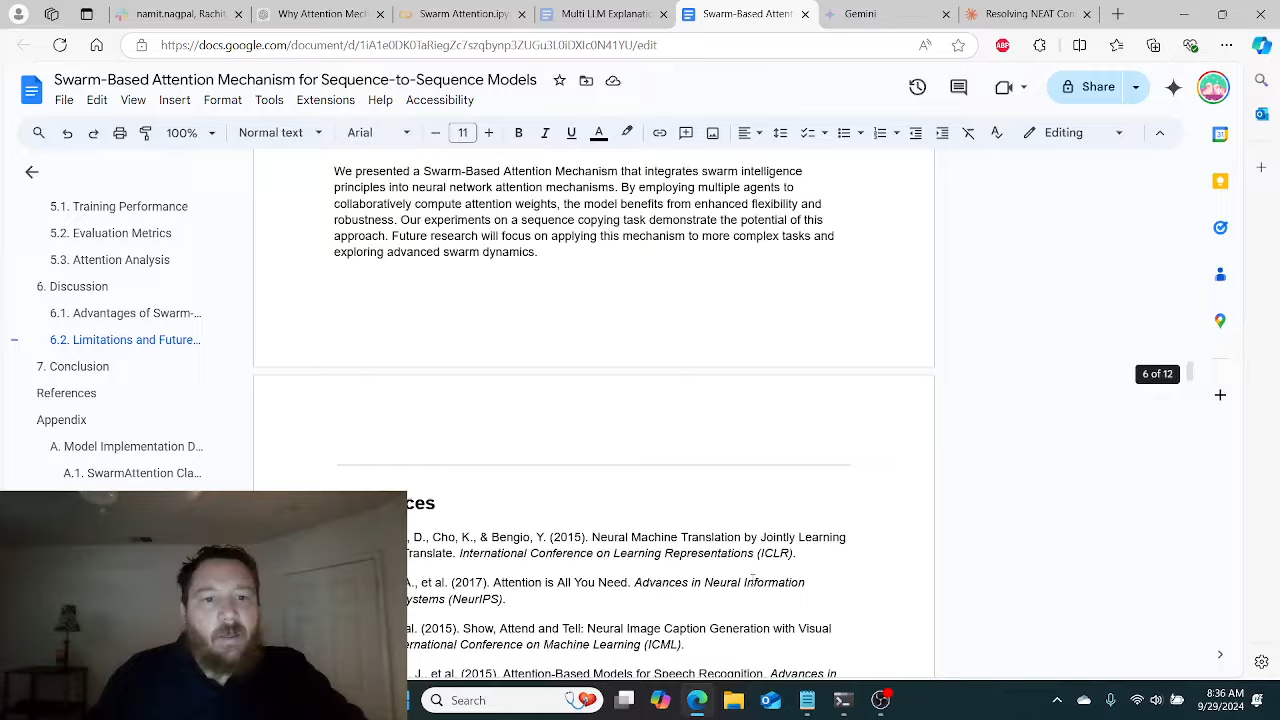 amarnit.nagpal, Rachit
Why Attention Mech
Multi LLM Explanatio
Swarm-Based Attent
Gemini
Resolving NEAT Con
https://docs.google.com/document/d/1iA1e0DK0TaRiegZc7szqbynp3ZUGu3L0iDXIc0N41YU/edit
Swarm-Based Attention Mechanism for Sequence-to-Sequence Models
File Edit View Insert Format Tools Extensions Help Accessibility
Share
100% Normal text Arial 11 Editing
We presented a Swarm-Based Attention Mechanism that integrates swarm intelligence
principles into neural network attention mechanisms. By employing multiple agents to
collaboratively compute attention weights, the model benefits from enhanced flexibility and
robustness. Our experiments on a sequence copying task demonstrate the potential of this
approach. Future research will focus on applying this mechanism to more complex tasks and
exploring advanced swarm dynamics.
5.1. Training Performance
5.2. Evaluation Metrics
5.3. Attention Analysis
6. Discussion
6.1. Advantages of Swarm-...
6.2. Limitations and Future...
7. Conclusion
References
Appendix
A. Model Implementation D...
A.1. SwarmAttention Cla...
6 of 12
ces
, D., Cho, K., & Bengio, Y. (2015). Neural Machine Translation by Jointly Learning
Translate. International Conference on Learning Representations (ICLR).
A., et al. (2017). Attention is All You Need. Advances in Neural Information
ystems (NeurIPS).
al. (2015). Show, Attend and Tell: Neural Image Caption Generation with Visual
ernational Conference on Machine Learning (ICML).
J., et al. (2015). Attention-Based Models for Speech Recognition. Advances in
Search
8:36 AM
9/29/2024